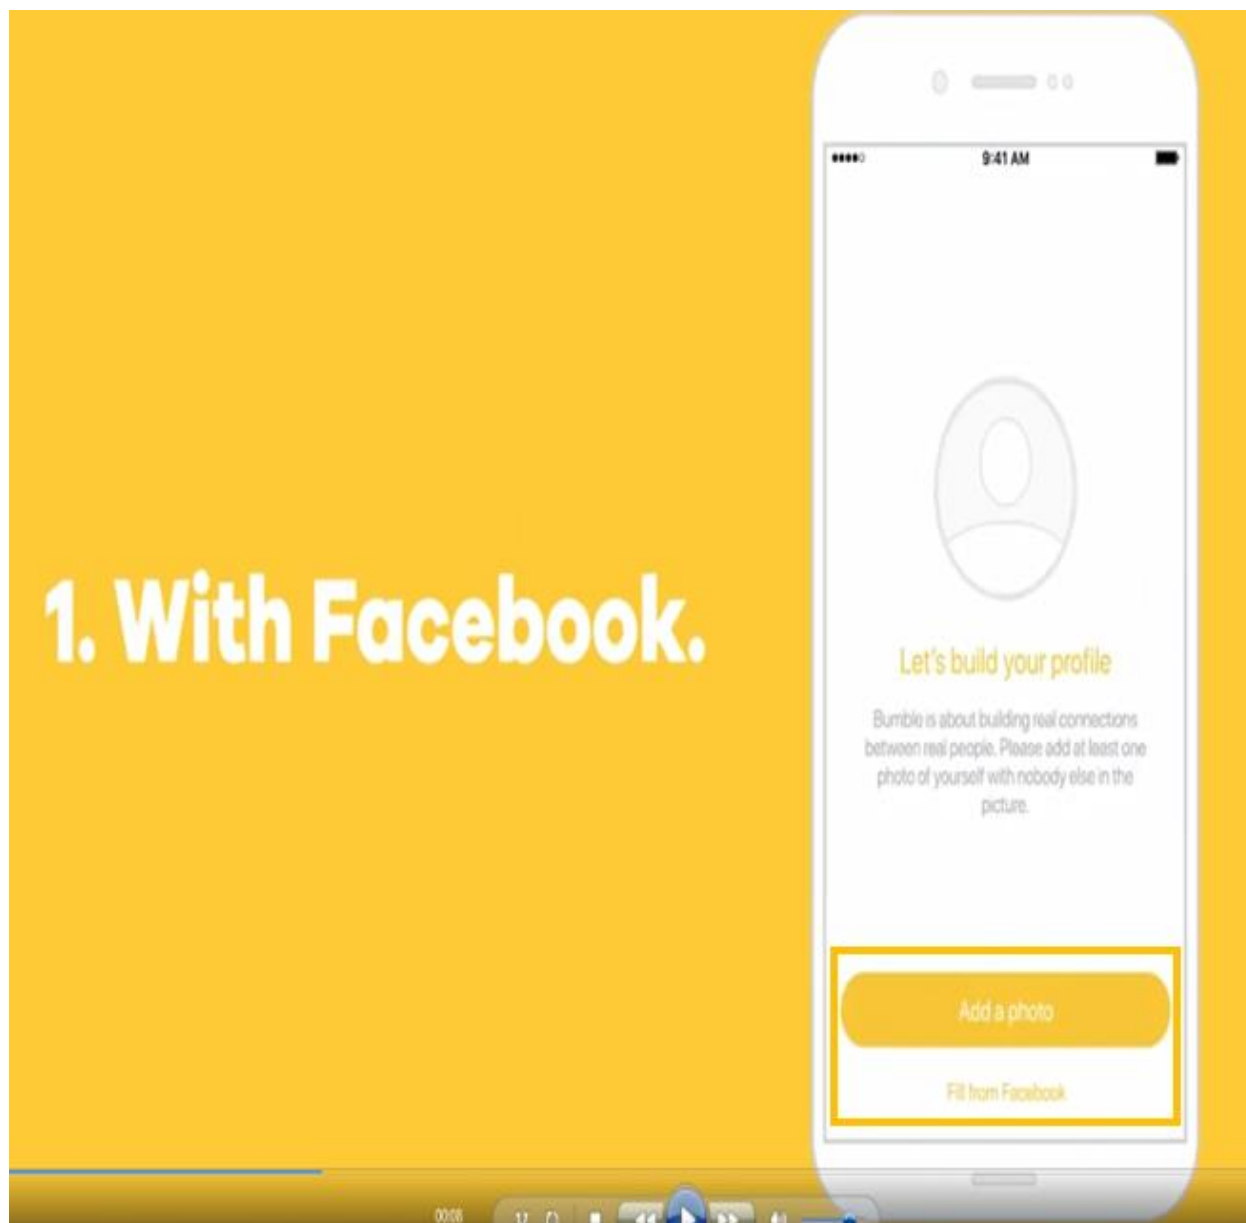 9:41 AM
1. With Facebook.
Let's build your profile
Bumble is about building real connections
between real people. Please add at least one
photo of yourself with nobody else in the
picture.
Add a photo
Fill from Facebook
00:06